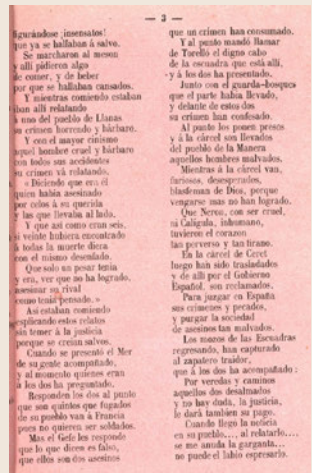 — 3 —
figurándose ¡insensatos!
que ya se hallaban á salvo.
Se marcharon al meson
y alli pidieron algo
de comer, y de beber
por que se hallaban cansados.
Y mientras comiendo estaban
iban alli relatando
á uno del pueblo de Llanas
su crimen horrendo y bárbaro.
Y con el mayor cinismo
aquel hombre cruel y bárbaro
con todos sus accidentes
su crimen vá relatando.
«Diciendo que era él
quien habia asesinado
por celos á su querida
y las que llevaba al lado.
Y que asi como eran seis,
si veinte hubiera encontrado
á todas la muerte diera
con el mismo desenfado.
Que solo un pesar tenia
y era, ver que no ha logrado.
asesinar su rival
como tenia pensado.»
Asi estaban comiendo
esplicando estos relatos
sin temer á la justicia
porque se creian salvos.
Cuando se presentó el Mer
de su gente acompañado,
y al momento quienes eran
á los dos ha preguntado.
Responden los dos al punto
que son quintos que fugados
de su pueblo van á Francia
pues no quieren ser soldados.
Mas el Gefe les responde
que lo que dicen es falso,
que ellos son dos asesinos
que un crimen han consumado.
Y al punto mandó llamar
de Torelló el digno cabo
de la escuadra que está alli,
y á los dos ha presentado.
Junto con el guarda-bosques
que el parte habia llevado,
y delante de estos dos
su crimen han confesado.
Al punto los ponen presos
y á la cárcel son llevados
del pueblo de la Manera
aquellos hombres malvados.
Mientras á la cárcel van,
furiosos, desesperados,
blasfeman de Dios, porque
vengarse mas no han logrado.
Que Neron, con ser cruel,
ni Calígula, inhumano,
tuvieron el corazon
tan perverso y tan tirano.
En la cárcel de Ceret
luego han sido trasladados
y de alli por el Gobierno
Español, son reclamados.
Para juzgar en España
sus crimenes y pecados,
y purgar la sociedad
de asesinos tan malvados.
Los mozos de las Escuadras
regresando, han capturado
al zapatero traidor,
que á los dos ha acompañado:
Por veredas y caminos
aquellos dos desalmados
y no hay duda, la justicia,
le dará tambien su pago.
Cuando llegó la noticia
en su pueblo..., al relatarlo....
se me anuda la garganta...
no puede el labio espresarlo.